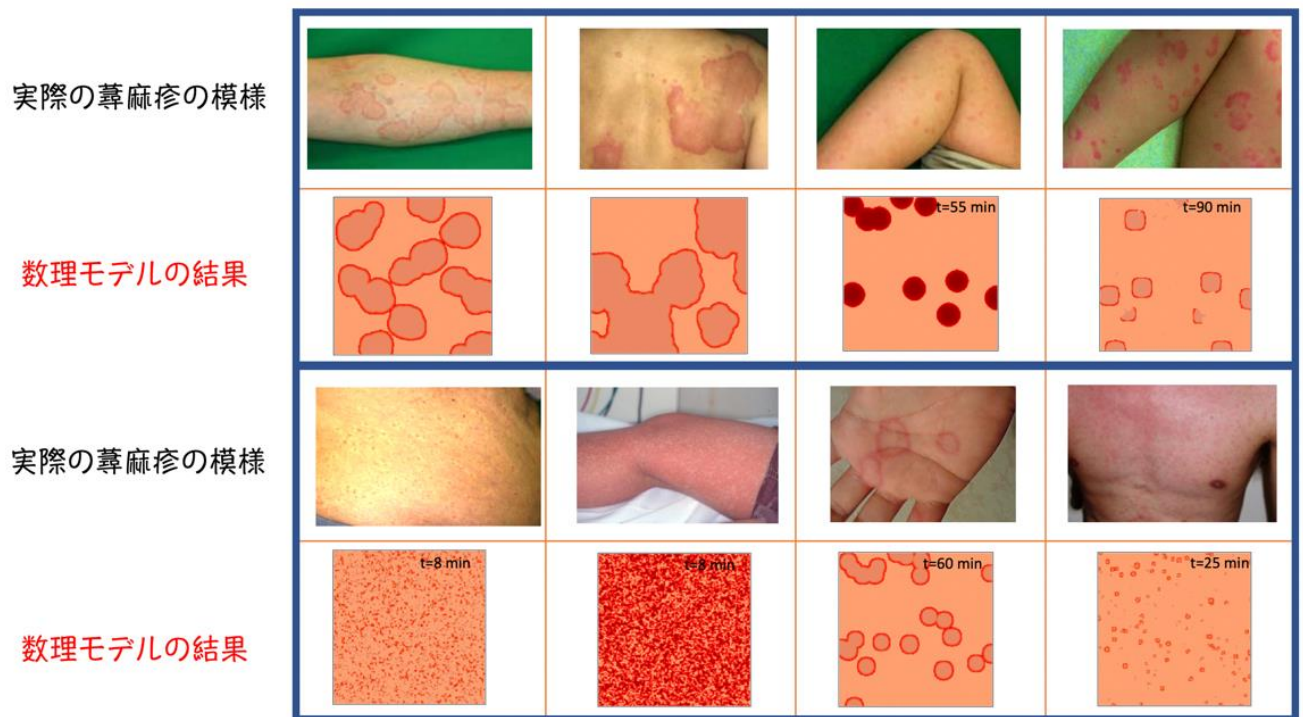 実際の蕁麻疹の模様
t=55 min
t=90 min
数理モデルの結果
実際の蕁麻疹の模様
t=8 min
t=8 min
t=60 min
t=25 min
数理モデルの結果